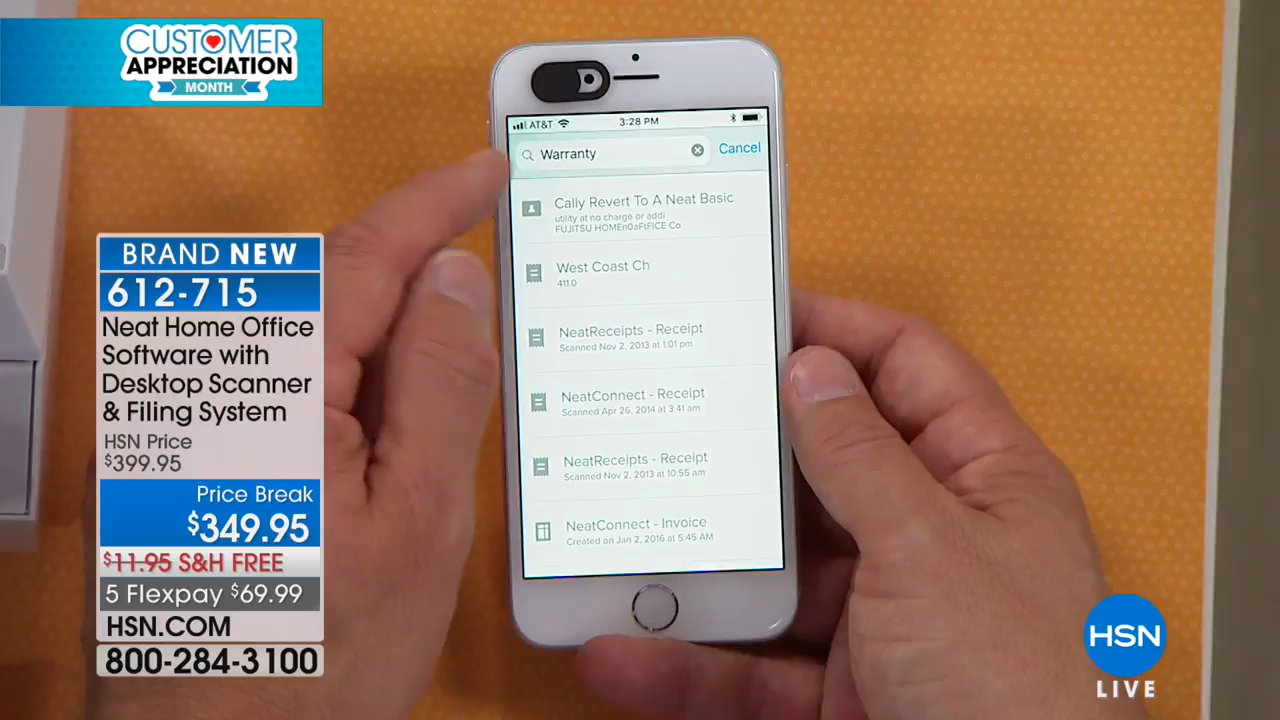 CUSTOMER
APPRECIATION
MONTH
BRAND NEW
612-715
Neat Home Office
Software with
Desktop Scanner
& Filing System
HSN Price
$399.95
Price Break
$349.95
$11.95 S&H FREE
5 Flexpay $69.99
HSN.COM
800-284-3100
AT&T 3:28 PM
Warranty Cancel
Cally Revert To A Neat Basic
utility at no charge or addi
FUJITSU HOMEn0aFtFICE Co
West Coast Ch
411.0
NeatReceipts - Receipt
Scanned Nov 2, 2013 at 1:01 pm
NeatConnect - Receipt
Scanned Apr 26, 2014 at 3:41 am
NeatReceipts - Receipt
Scanned Nov 2, 2013 at 10:55 am
NeatConnect - Invoice
Created on Jan 2, 2016 at 5:45 AM
HSN
LIVE